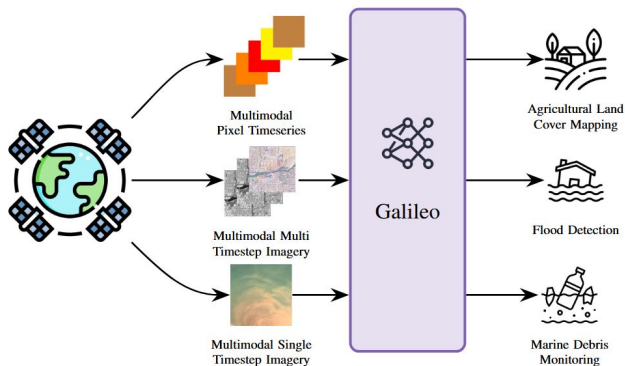 Multimodal
Pixel Timeseries
Multimodal Multi
Timestep Imagery
Multimodal Single
Timestep Imagery
Galileo
Agricultural Land
Cover Mapping
Flood Detection
Marine Debris
Monitoring